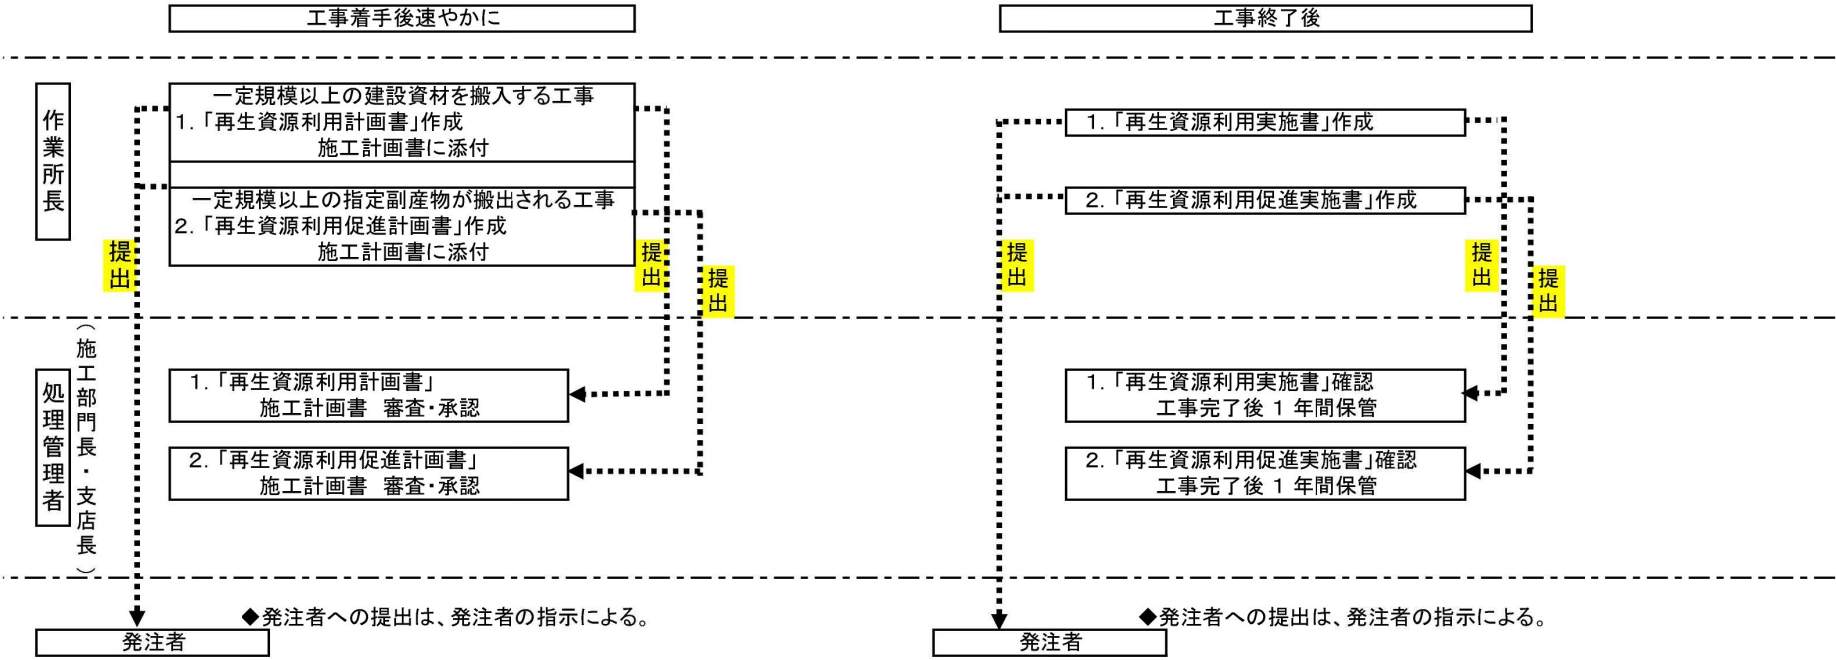 工事着手後速やかに
工事終了後
作業所長
一定規模以上の建設資材を搬入する工事
1.「再生資源利用計画書」作成
施工計画書に添付
一定規模以上の指定副産物が搬出される工事
2.「再生資源利用促進計画書」作成
施工計画書に添付
提出
提出
提出
1.「再生資源利用実施書」作成
2.「再生資源利用促進実施書」作成
提出
提出
提出
処理管理者
（施工部門長・支店長）
1.「再生資源利用計画書」
施工計画書　審査・承認
2.「再生資源利用促進計画書」
施工計画書　審査・承認
1.「再生資源利用実施書」確認
工事完了後 1 年間保管
2.「再生資源利用促進実施書」確認
工事完了後 1 年間保管
◆発注者への提出は、発注者の指示による。
発注者
◆発注者への提出は、発注者の指示による。
発注者